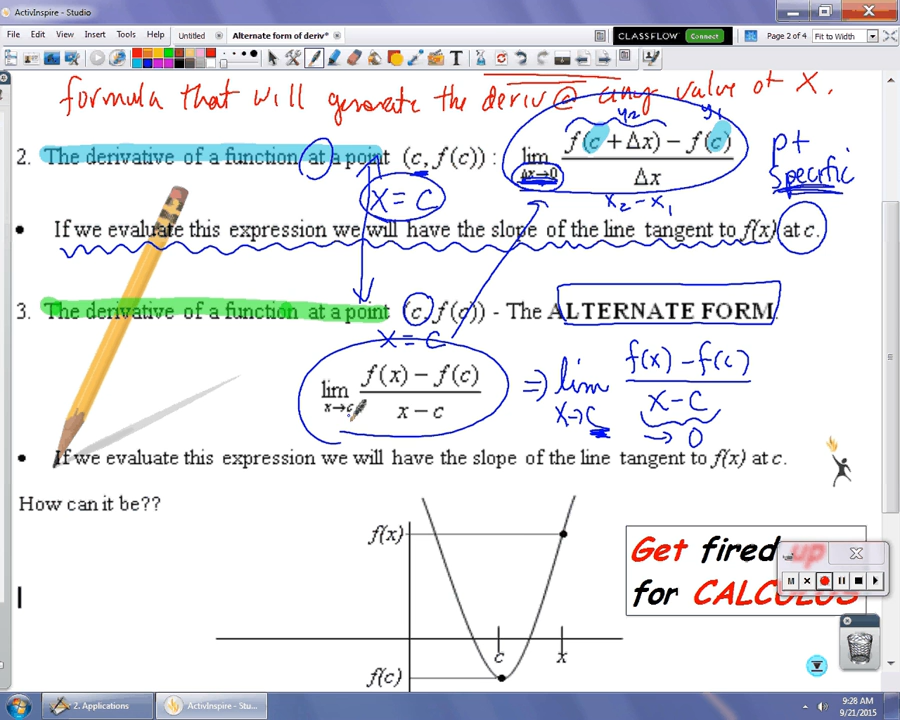 ActivInspire - Studio
File Edit View Insert Tools Help Untitled Alternate form of deriv* CLASSFLOW Connect Page 2 of 4 Fit to Width
formula that will generate the deriv @ any value of X.
y2 y1
2. The derivative of a function at a point (c, f(c)) : lim Δx→0 f(c + Δx) − f(c) / Δx
x2 − x1
pt
Specific
X = C
• If we evaluate this expression we will have the slope of the line tangent to f(x) at c.
3. The derivative of a function at a point (c, f(c)) - The ALTERNATE FORM
X = C
lim x→c f(x) − f(c) / x − c ⇒ lim x→c f(x) − f(c) / x − c
→ 0
• If we evaluate this expression we will have the slope of the line tangent to f(x) at c.
How can it be??
f(x)
c x
f(c)
Get fired up
for CALCULUS
M
2. Applications ActivInspire - Stu...
9:28 AM
9/21/2015